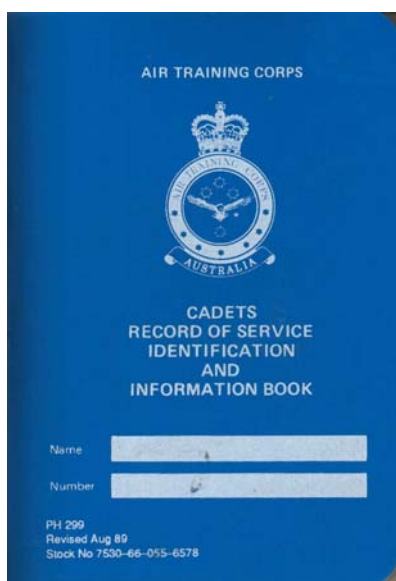 AIR TRAINING CORPS
AIR TRAINING CORPS
AUSTRALIA
CADETS
RECORD OF SERVICE
IDENTIFICATION
AND
INFORMATION BOOK
Name
Number
PH 299
Revised Aug 89
Stock No 7530–66–055–6578